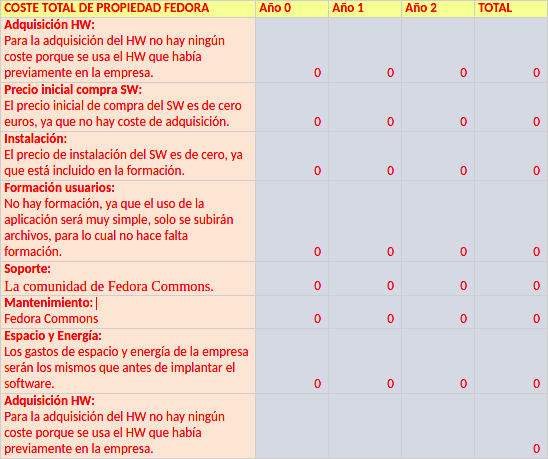 COSTE TOTAL DE PROPIEDAD FEDORA Año 0 Año 1 Año 2 TOTAL
Adquisición HW:
Para la adquisición del HW no hay ningún
coste porque se usa el HW que había
previamente en la empresa. 0 0 0 0
Precio inicial compra SW:
El precio inicial de compra del SW es de cero
euros, ya que no hay coste de adquisición. 0 0 0 0
Instalación:
El precio de instalación del SW es de cero, ya
que está incluido en la formación. 0 0 0 0
Formación usuarios:
No hay formación, ya que el uso de la
aplicación será muy simple, solo se subirán
archivos, para lo cual no hace falta
formación. 0 0 0 0
Soporte:
La comunidad de Fedora Commons. 0 0 0 0
Mantenimiento:
Fedora Commons 0 0 0 0
Espacio y Energía:
Los gastos de espacio y energía de la empresa
serán los mismos que antes de implantar el
software. 0 0 0 0
Adquisición HW:
Para la adquisición del HW no hay ningún
coste porque se usa el HW que había
previamente en la empresa. 0